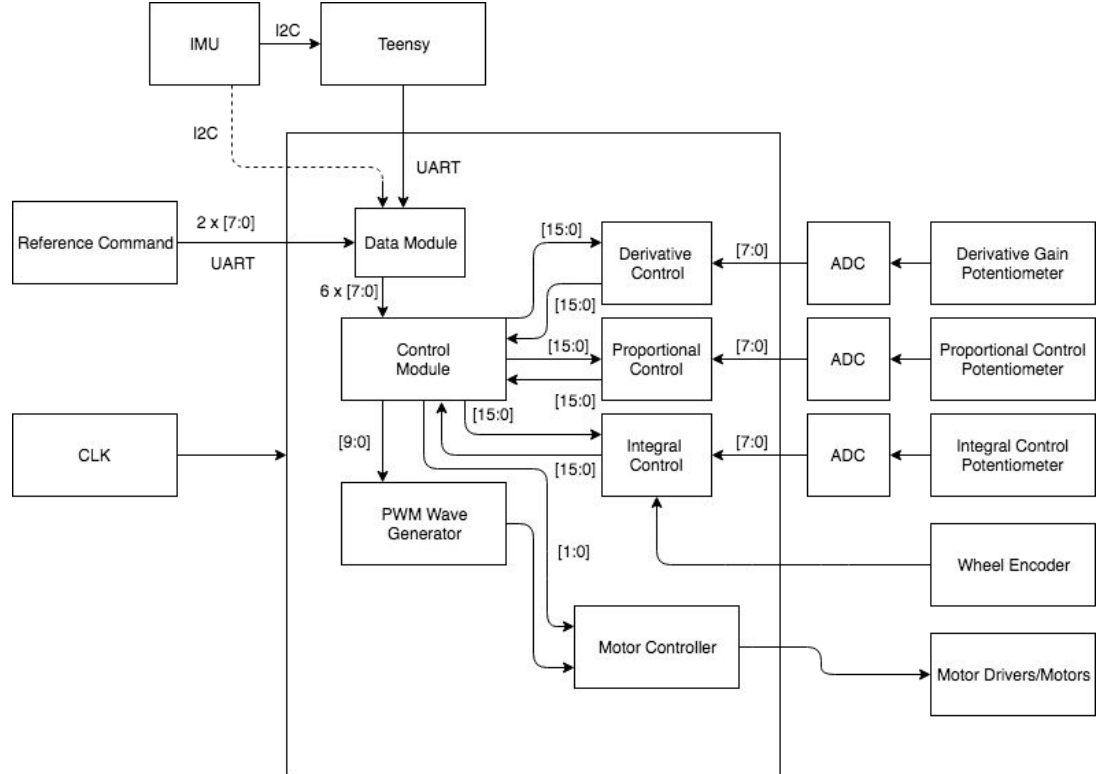 IMU
I2C
Teensy
I2C
UART
Reference Command
2 x [7:0]
UART
Data Module
6 x [7:0]
[15:0]
Derivative
Control
[7:0]
ADC
Derivative Gain
Potentiometer
[15:0]
Control
Module
[15:0]
Proportional
Control
[7:0]
ADC
Proportional Control
Potentiometer
[15:0]
CLK
[9:0]
[15:0]
Integral
Control
[7:0]
ADC
Integral Control
Potentiometer
[15:0]
PWM Wave
Generator
[1:0]
Wheel Encoder
Motor Controller
Motor Drivers/Motors